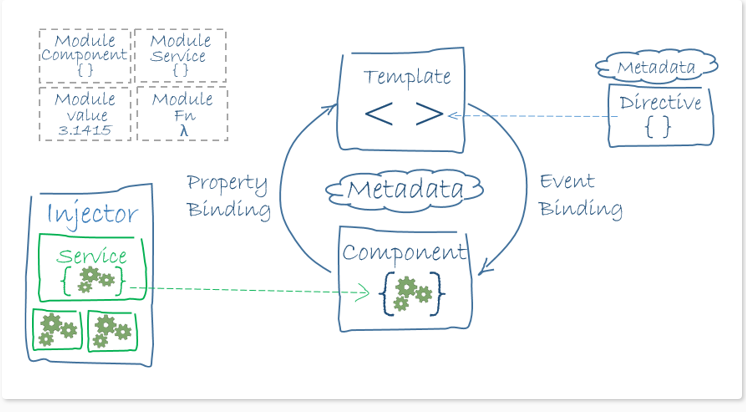 Module
Component
{ }
Module
Service
{ }
Module
value
3.1415
Module
Fn
λ
Template
< >
Metadata
Directive
{ }
Property
Binding
Metadata
Event
Binding
Injector
Service
{ }
Component
{ }